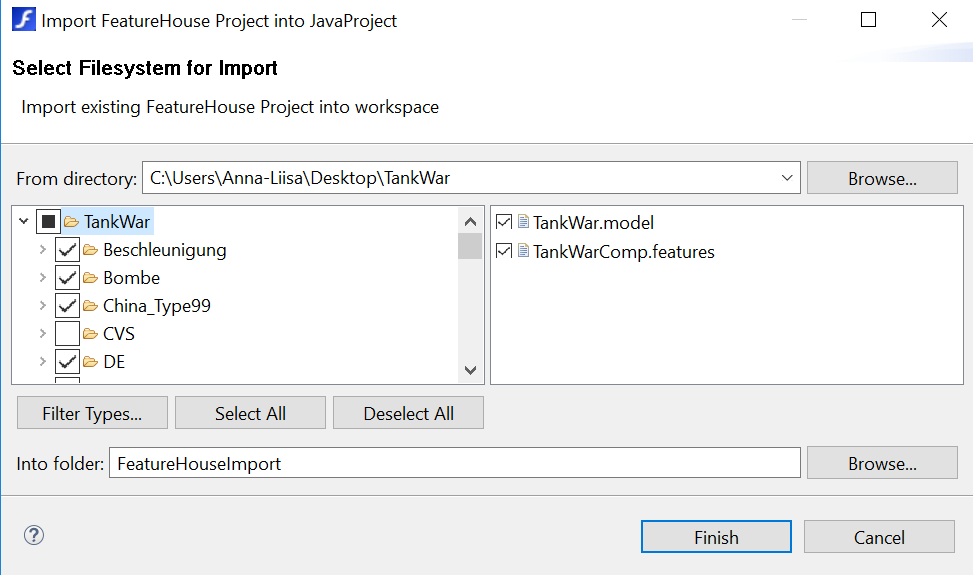 Import FeatureHouse Project into JavaProject
Select Filesystem for Import
Import existing FeatureHouse Project into workspace
From directory: C:\Users\Anna-Liisa\Desktop\TankWar Browse...
TankWar
Beschleunigung
Bombe
China_Type99
CVS
DE
TankWar.model
TankWarComp.features
Filter Types... Select All Deselect All
Into folder: FeatureHouseImport Browse...
? Finish Cancel